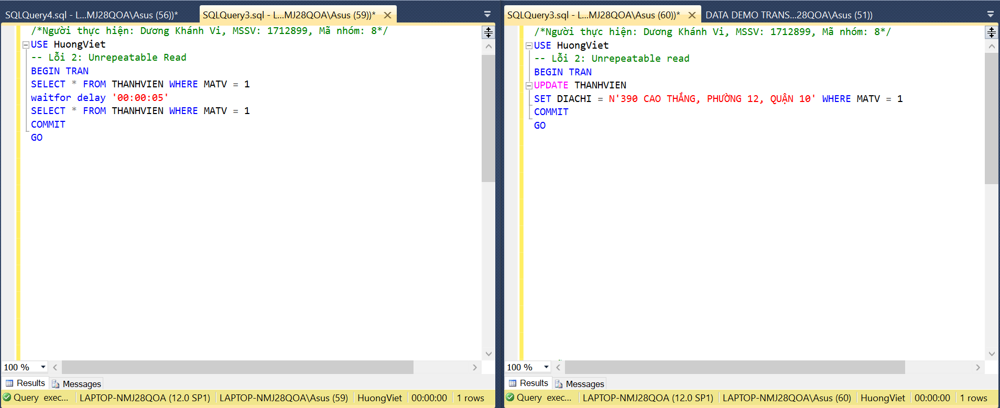 SQLQuery4.sql - L...MJ28QOA\Asus (56))*
SQLQuery3.sql - L...MJ28QOA\Asus (59))*
/*Người thực hiện: Dương Khánh Vi, MSSV: 1712899, Mã nhóm: 8*/
USE HuongViet
-- Lỗi 2: Unrepeatable Read
BEGIN TRAN
SELECT * FROM THANHVIEN WHERE MATV = 1
waitfor delay '00:00:05'
SELECT * FROM THANHVIEN WHERE MATV = 1
COMMIT
GO
100 %
Results
Messages
Query exec...
LAPTOP-NMJ28QOA (12.0 SP1)
LAPTOP-NMJ28QOA\Asus (59)
HuongViet
00:00:00
1 rows
SQLQuery3.sql - L...MJ28QOA\Asus (60))*
DATA DEMO TRANS...28QOA\Asus (51))
/*Người thực hiện: Dương Khánh Vi, MSSV: 1712899, Mã nhóm: 8*/
USE HuongViet
-- Lỗi 2: Unrepeatable read
BEGIN TRAN
UPDATE THANHVIEN
SET DIACHI = N'390 CAO THẮNG, PHƯỜNG 12, QUẬN 10' WHERE MATV = 1
COMMIT
GO
100 %
Results
Messages
Query exec...
LAPTOP-NMJ28QOA (12.0 SP1)
LAPTOP-NMJ28QOA\Asus (60)
HuongViet
00:00:00
1 rows